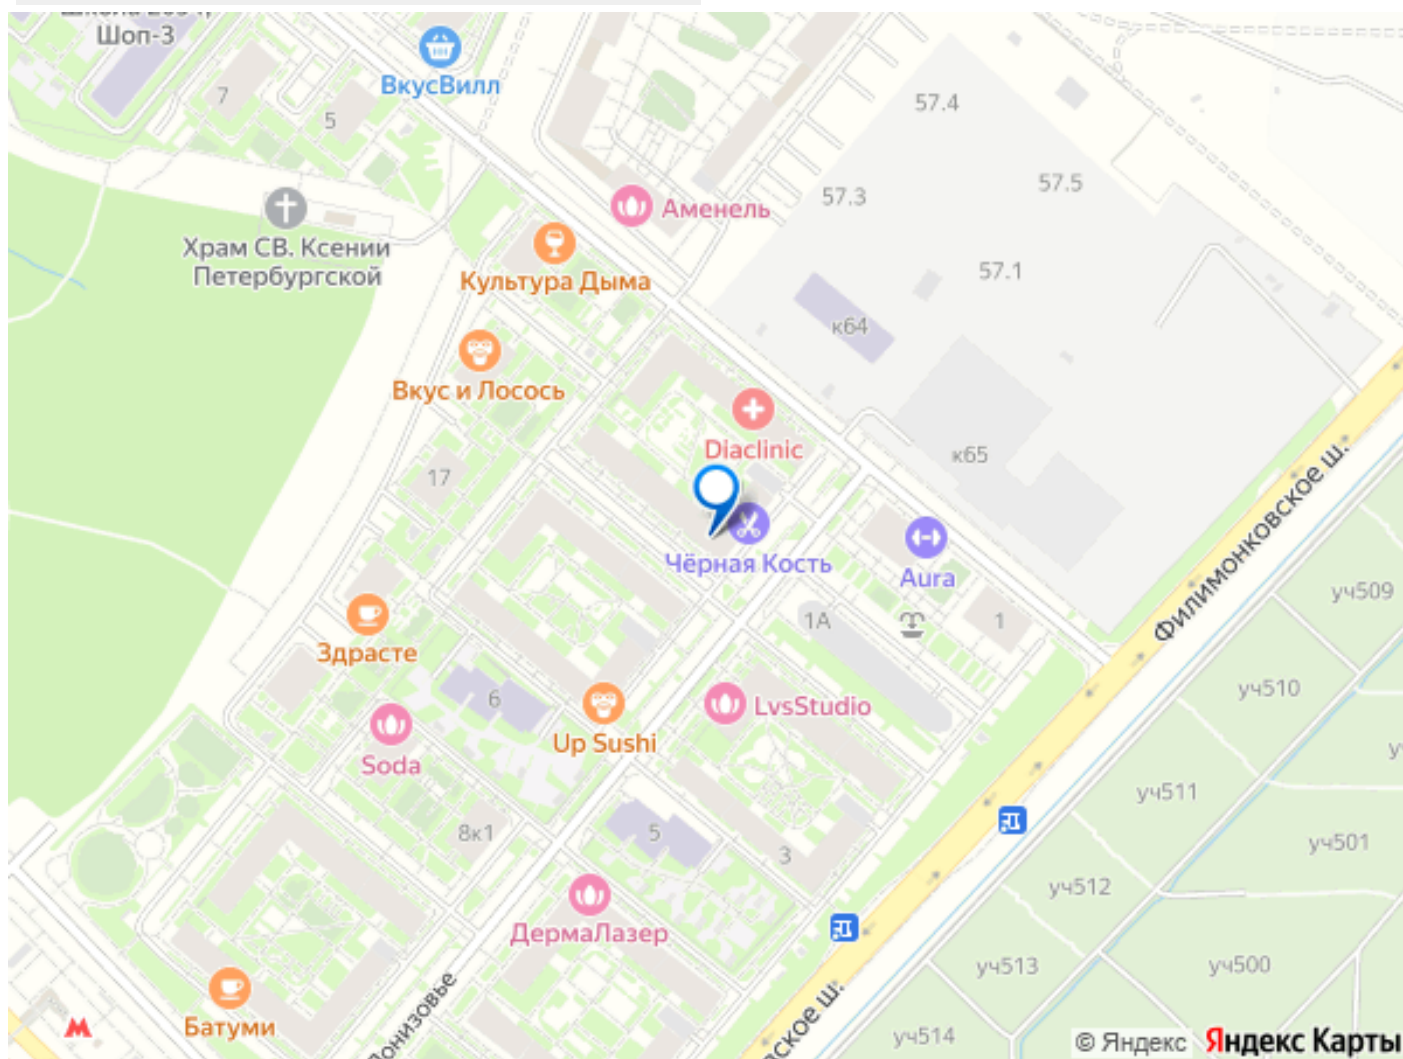 Шоп-3
ВкусВилл
7
5
57.4
57.5
57.3
57.1
Аменель
Храм СВ. Ксении
Петербургской
Культура Дыма
к64
Вкус и Лосось
Diaclinic
17
к65
Филимонковское ш.
Чёрная Кость
Aura
уч509
1А
1
Здрасте
6
уч510
LvsStudio
Up Sushi
Soda
уч511
8к1
5
3
уч501
уч512
ДермаЛазер
уч513
уч500
Батуми
уч514
© Яндекс Яндекс Карты